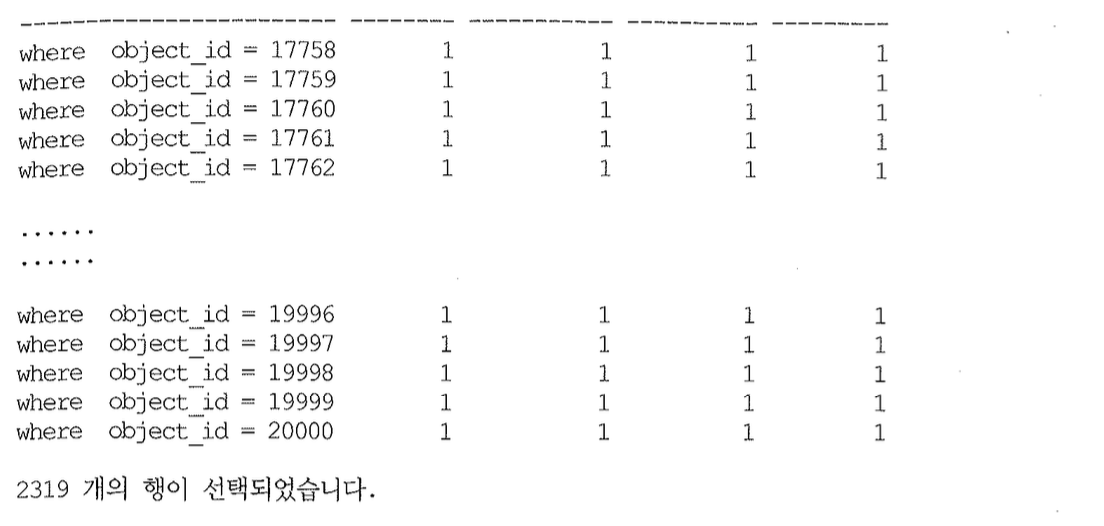 ------------------------ -------- ----------- ---------- ---------
where  object_id = 17758        1           1          1         1
where  object_id = 17759        1           1          1         1
where  object_id = 17760        1           1          1         1
where  object_id = 17761        1           1          1         1
where  object_id = 17762        1           1          1         1
......
......
where  object_id = 19996        1           1          1         1
where  object_id = 19997        1           1          1         1
where  object_id = 19998        1           1          1         1
where  object_id = 19999        1           1          1         1
where  object_id = 20000        1           1          1         1
2319 개의 행이 선택되었습니다.